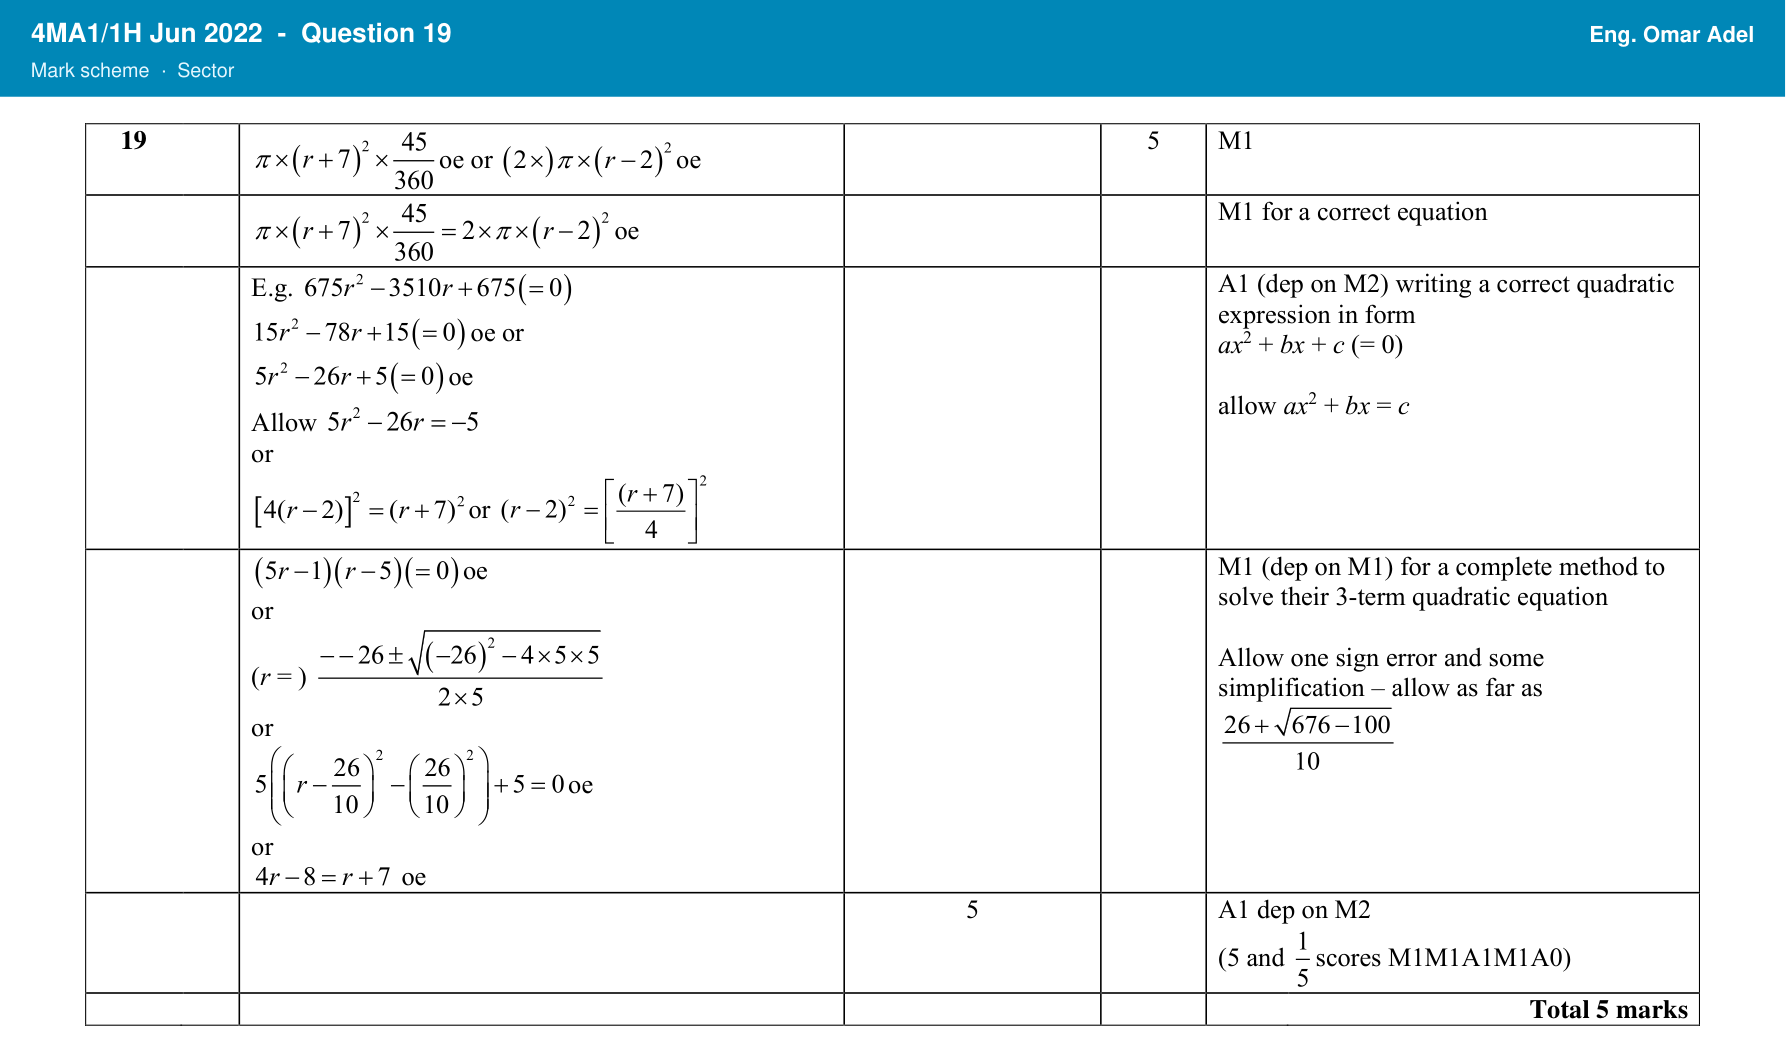 4MA1/1H Jun 2022 - Question 19
Eng. Omar Adel
Mark scheme · Sector
19
π×(r+7)²×45/360 oe or (2×)π×(r−2)² oe
5
M1
π×(r+7)²×45/360=2×π×(r−2)² oe
M1 for a correct equation
E.g. 675r²−3510r+675(=0)
15r²−78r+15(=0) oe or
5r²−26r+5(=0) oe
Allow 5r²−26r=−5
or
[4(r−2)]²=(r+7)² or (r−2)²=[(r+7)/4]²
A1 (dep on M2) writing a correct quadratic
expression in form
ax² + bx + c (= 0)
allow ax² + bx = c
(5r−1)(r−5)(=0) oe
or
(r = ) (−−26±√((−26)²−4×5×5))/(2×5)
or
5((r−26/10)²−(26/10)²)+5=0 oe
or
4r−8=r+7 oe
M1 (dep on M1) for a complete method to
solve their 3-term quadratic equation
Allow one sign error and some
simplification – allow as far as
(26+√(676−100))/10
5
A1 dep on M2
(5 and 1/5 scores M1M1A1M1A0)
Total 5 marks